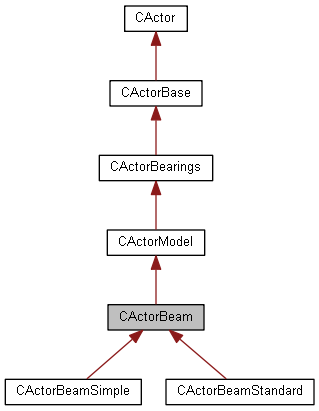 CActor
CActorBase
CActorBearings
CActorModel
CActorBeam
CActorBeamSimple
CActorBeamStandard